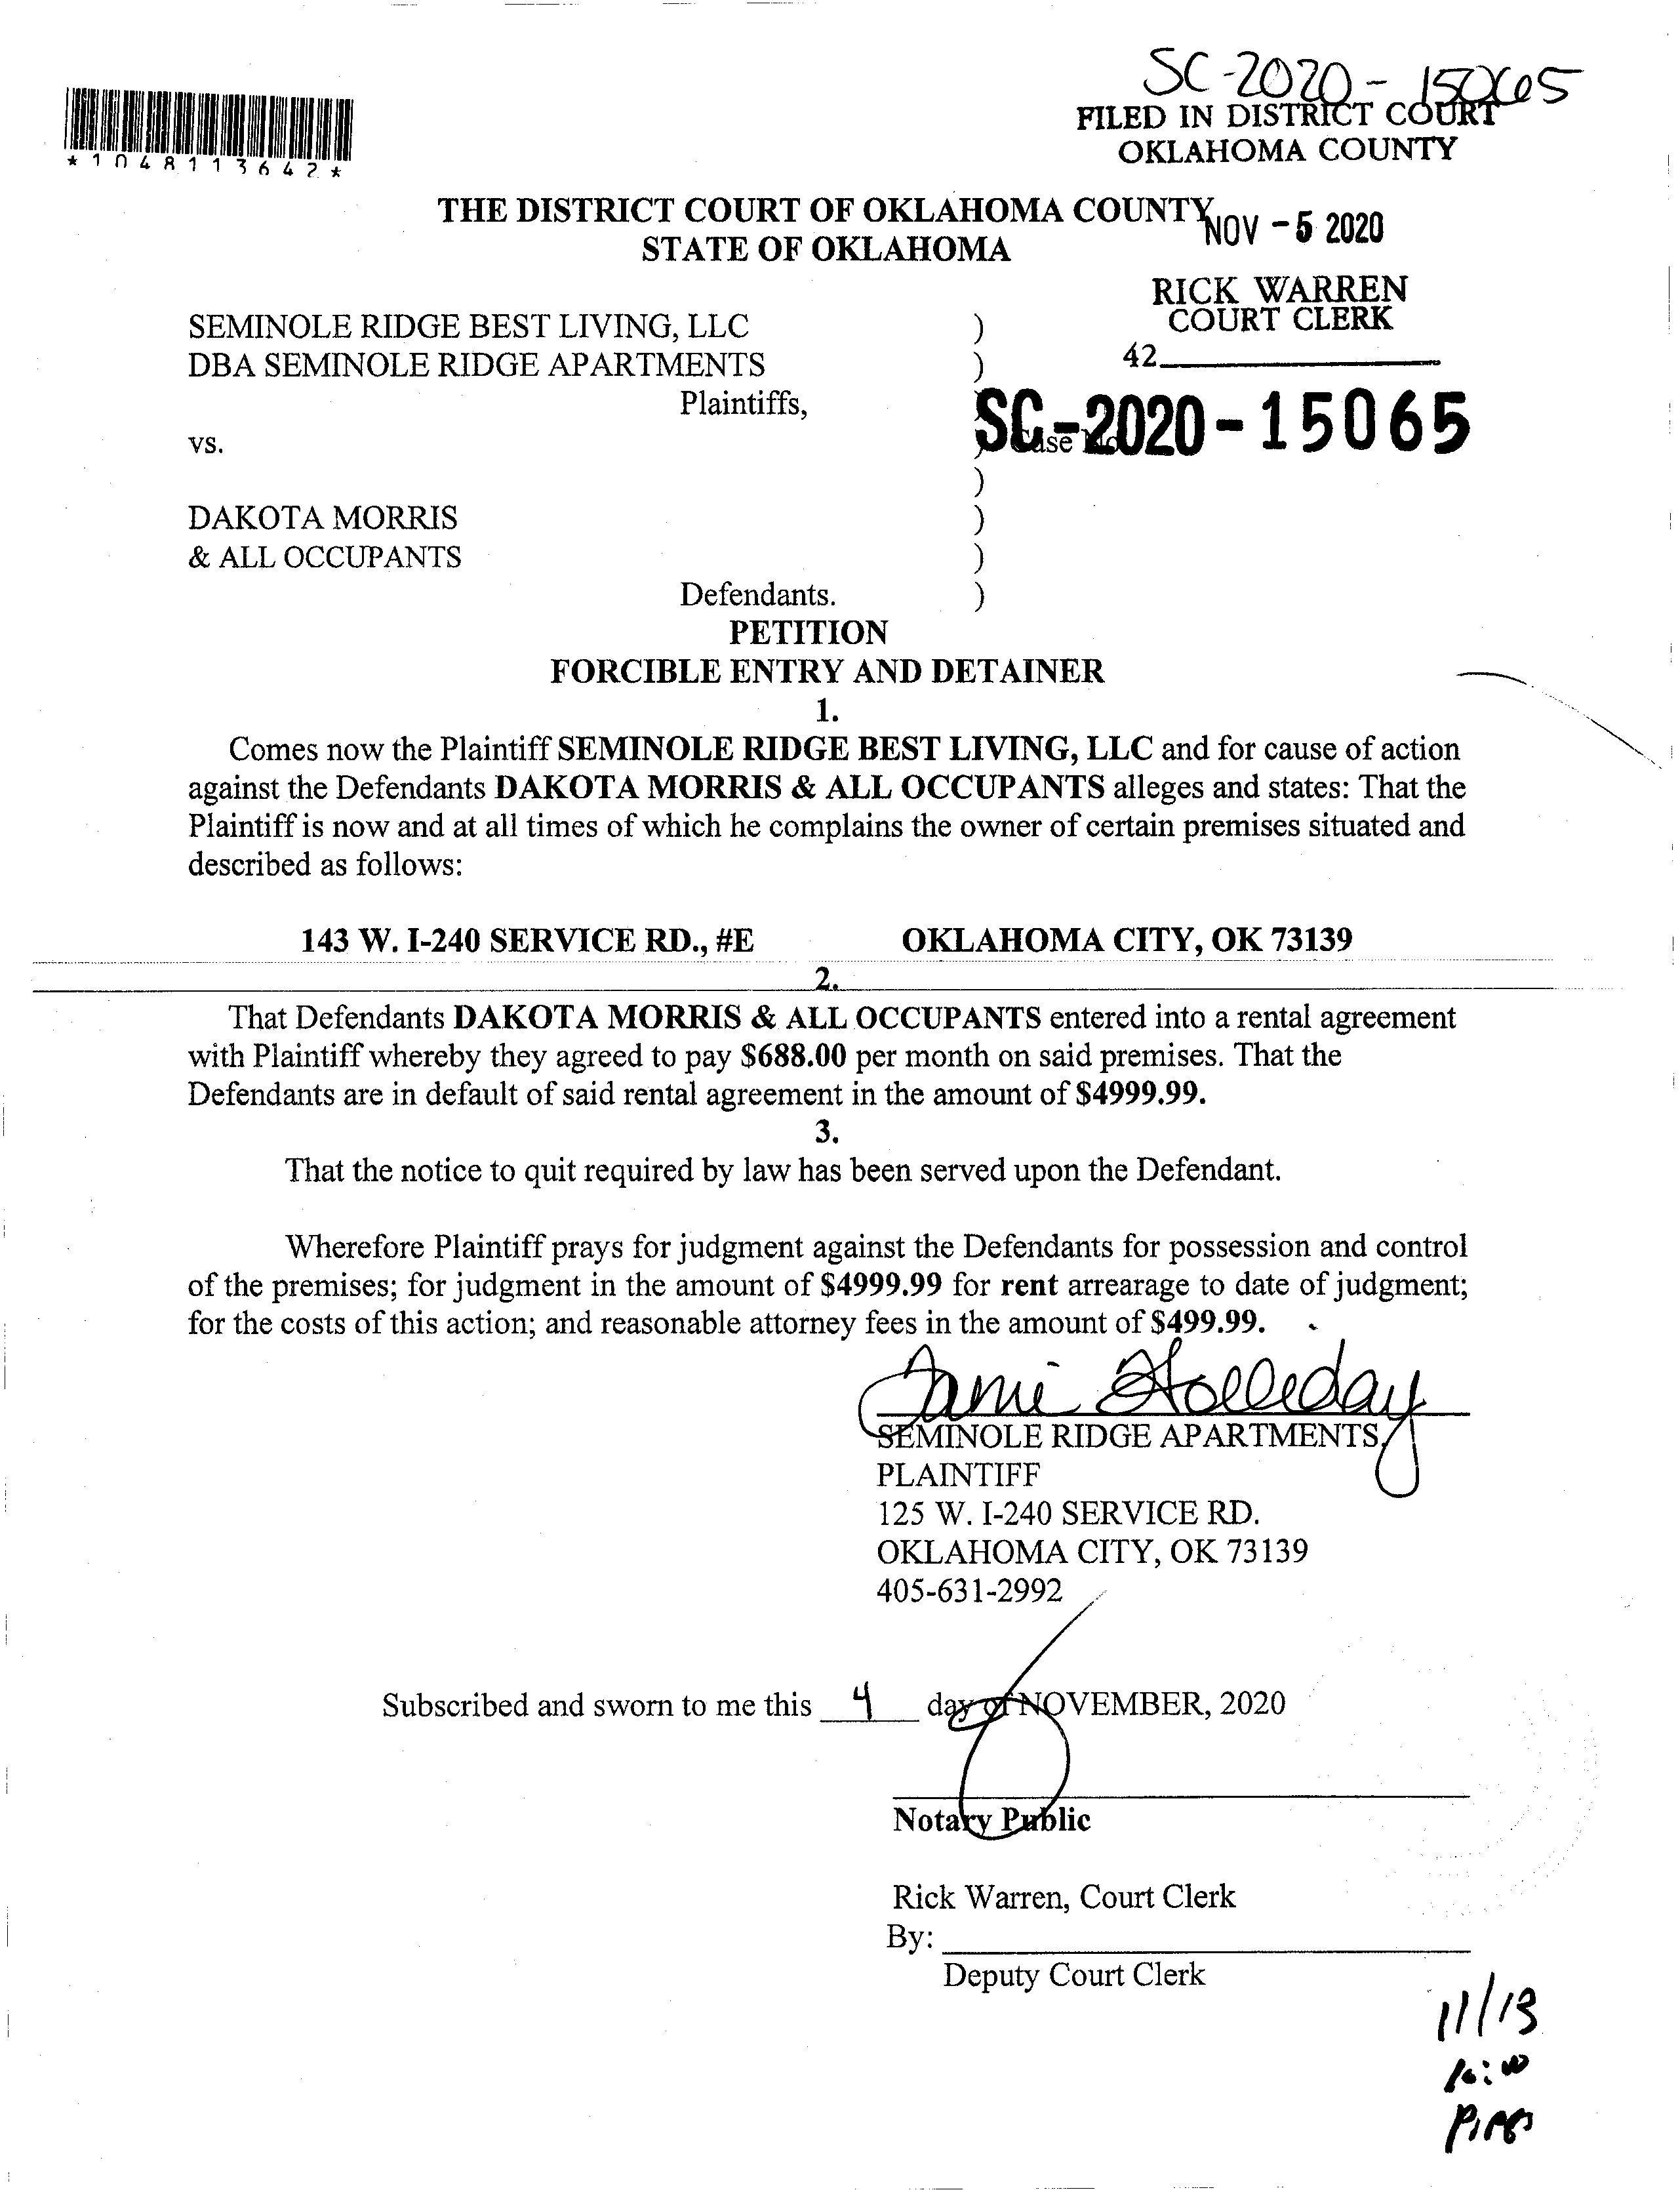 SC-2020-15065
FILED IN DISTRICT COURT
OKLAHOMA COUNTY
*1048113642*
THE DISTRICT COURT OF OKLAHOMA COUNTY
STATE OF OKLAHOMA
NOV -5 2020
RICK WARREN
COURT CLERK
42
SEMINOLE RIDGE BEST LIVING, LLC )
DBA SEMINOLE RIDGE APARTMENTS )
Plaintiffs, )
vs. ) Case No
SC-2020-15065
)
DAKOTA MORRIS )
& ALL OCCUPANTS )
Defendants. )
PETITION
FORCIBLE ENTRY AND DETAINER
1.
Comes now the Plaintiff SEMINOLE RIDGE BEST LIVING, LLC and for cause of action
against the Defendants DAKOTA MORRIS & ALL OCCUPANTS alleges and states: That the
Plaintiff is now and at all times of which he complains the owner of certain premises situated and
described as follows:
143 W. I-240 SERVICE RD., #E OKLAHOMA CITY, OK 73139
2.
That Defendants DAKOTA MORRIS & ALL OCCUPANTS entered into a rental agreement
with Plaintiff whereby they agreed to pay $688.00 per month on said premises. That the
Defendants are in default of said rental agreement in the amount of $4999.99.
3.
That the notice to quit required by law has been served upon the Defendant.
Wherefore Plaintiff prays for judgment against the Defendants for possession and control
of the premises; for judgment in the amount of $4999.99 for rent arrearage to date of judgment;
for the costs of this action; and reasonable attorney fees in the amount of $499.99.
Jami Holleday
SEMINOLE RIDGE APARTMENTS,
PLAINTIFF
125 W. I-240 SERVICE RD.
OKLAHOMA CITY, OK 73139
405-631-2992
Subscribed and sworn to me this 4 day of NOVEMBER, 2020
Notary Public
Rick Warren, Court Clerk
By:
Deputy Court Clerk
11/13